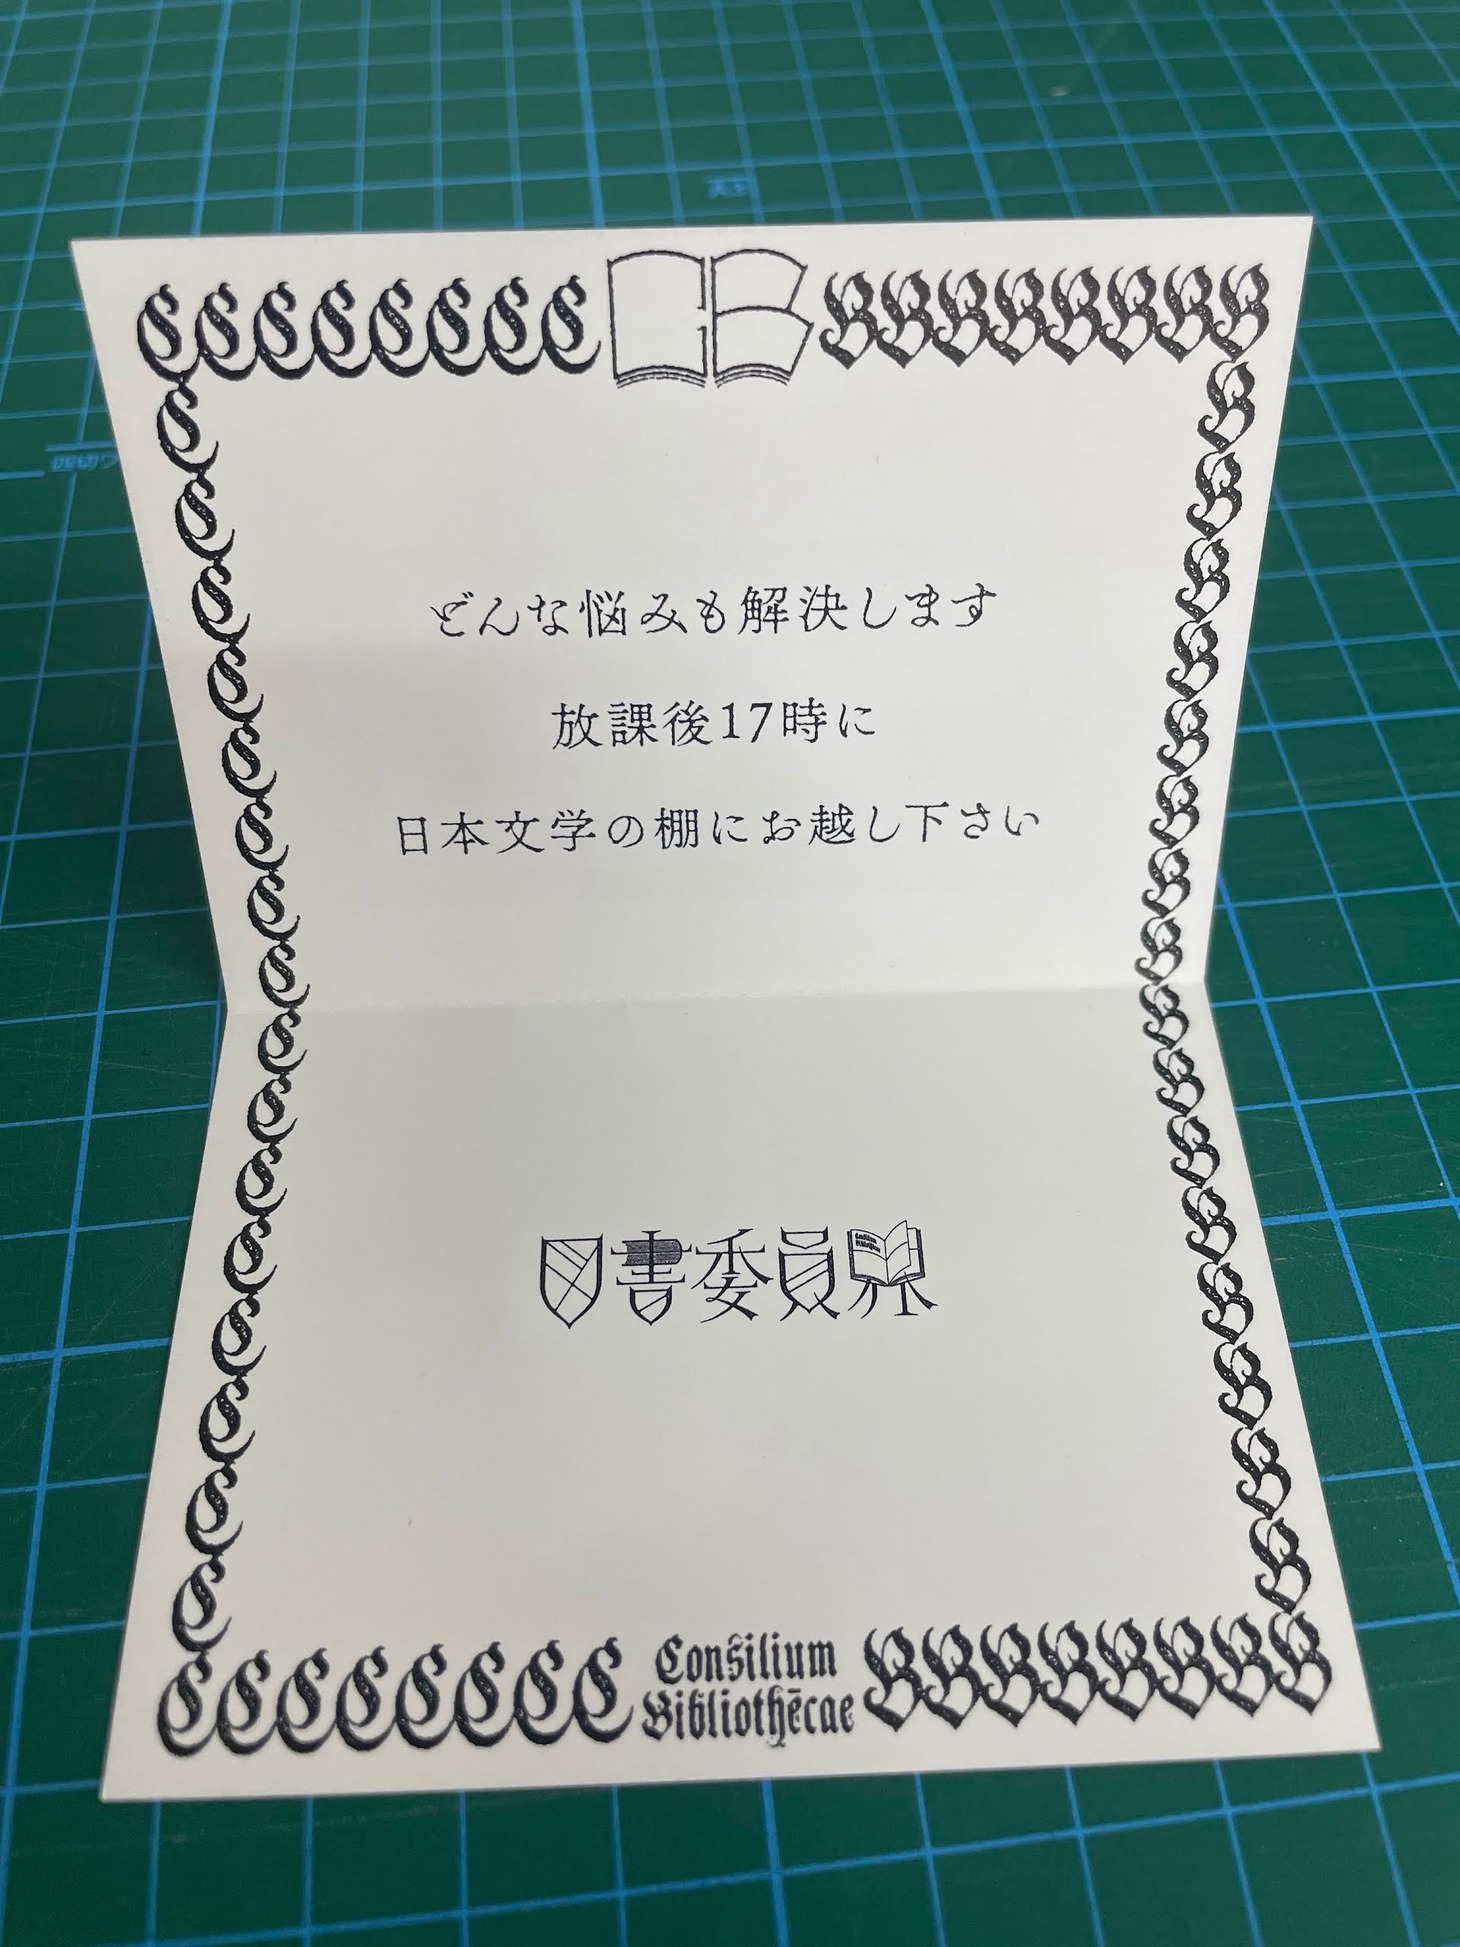 どんな悩みも解決します
放課後17時に
日本文学の棚にお越し下さい
図書委員界
Consilium
Bibliothēcae